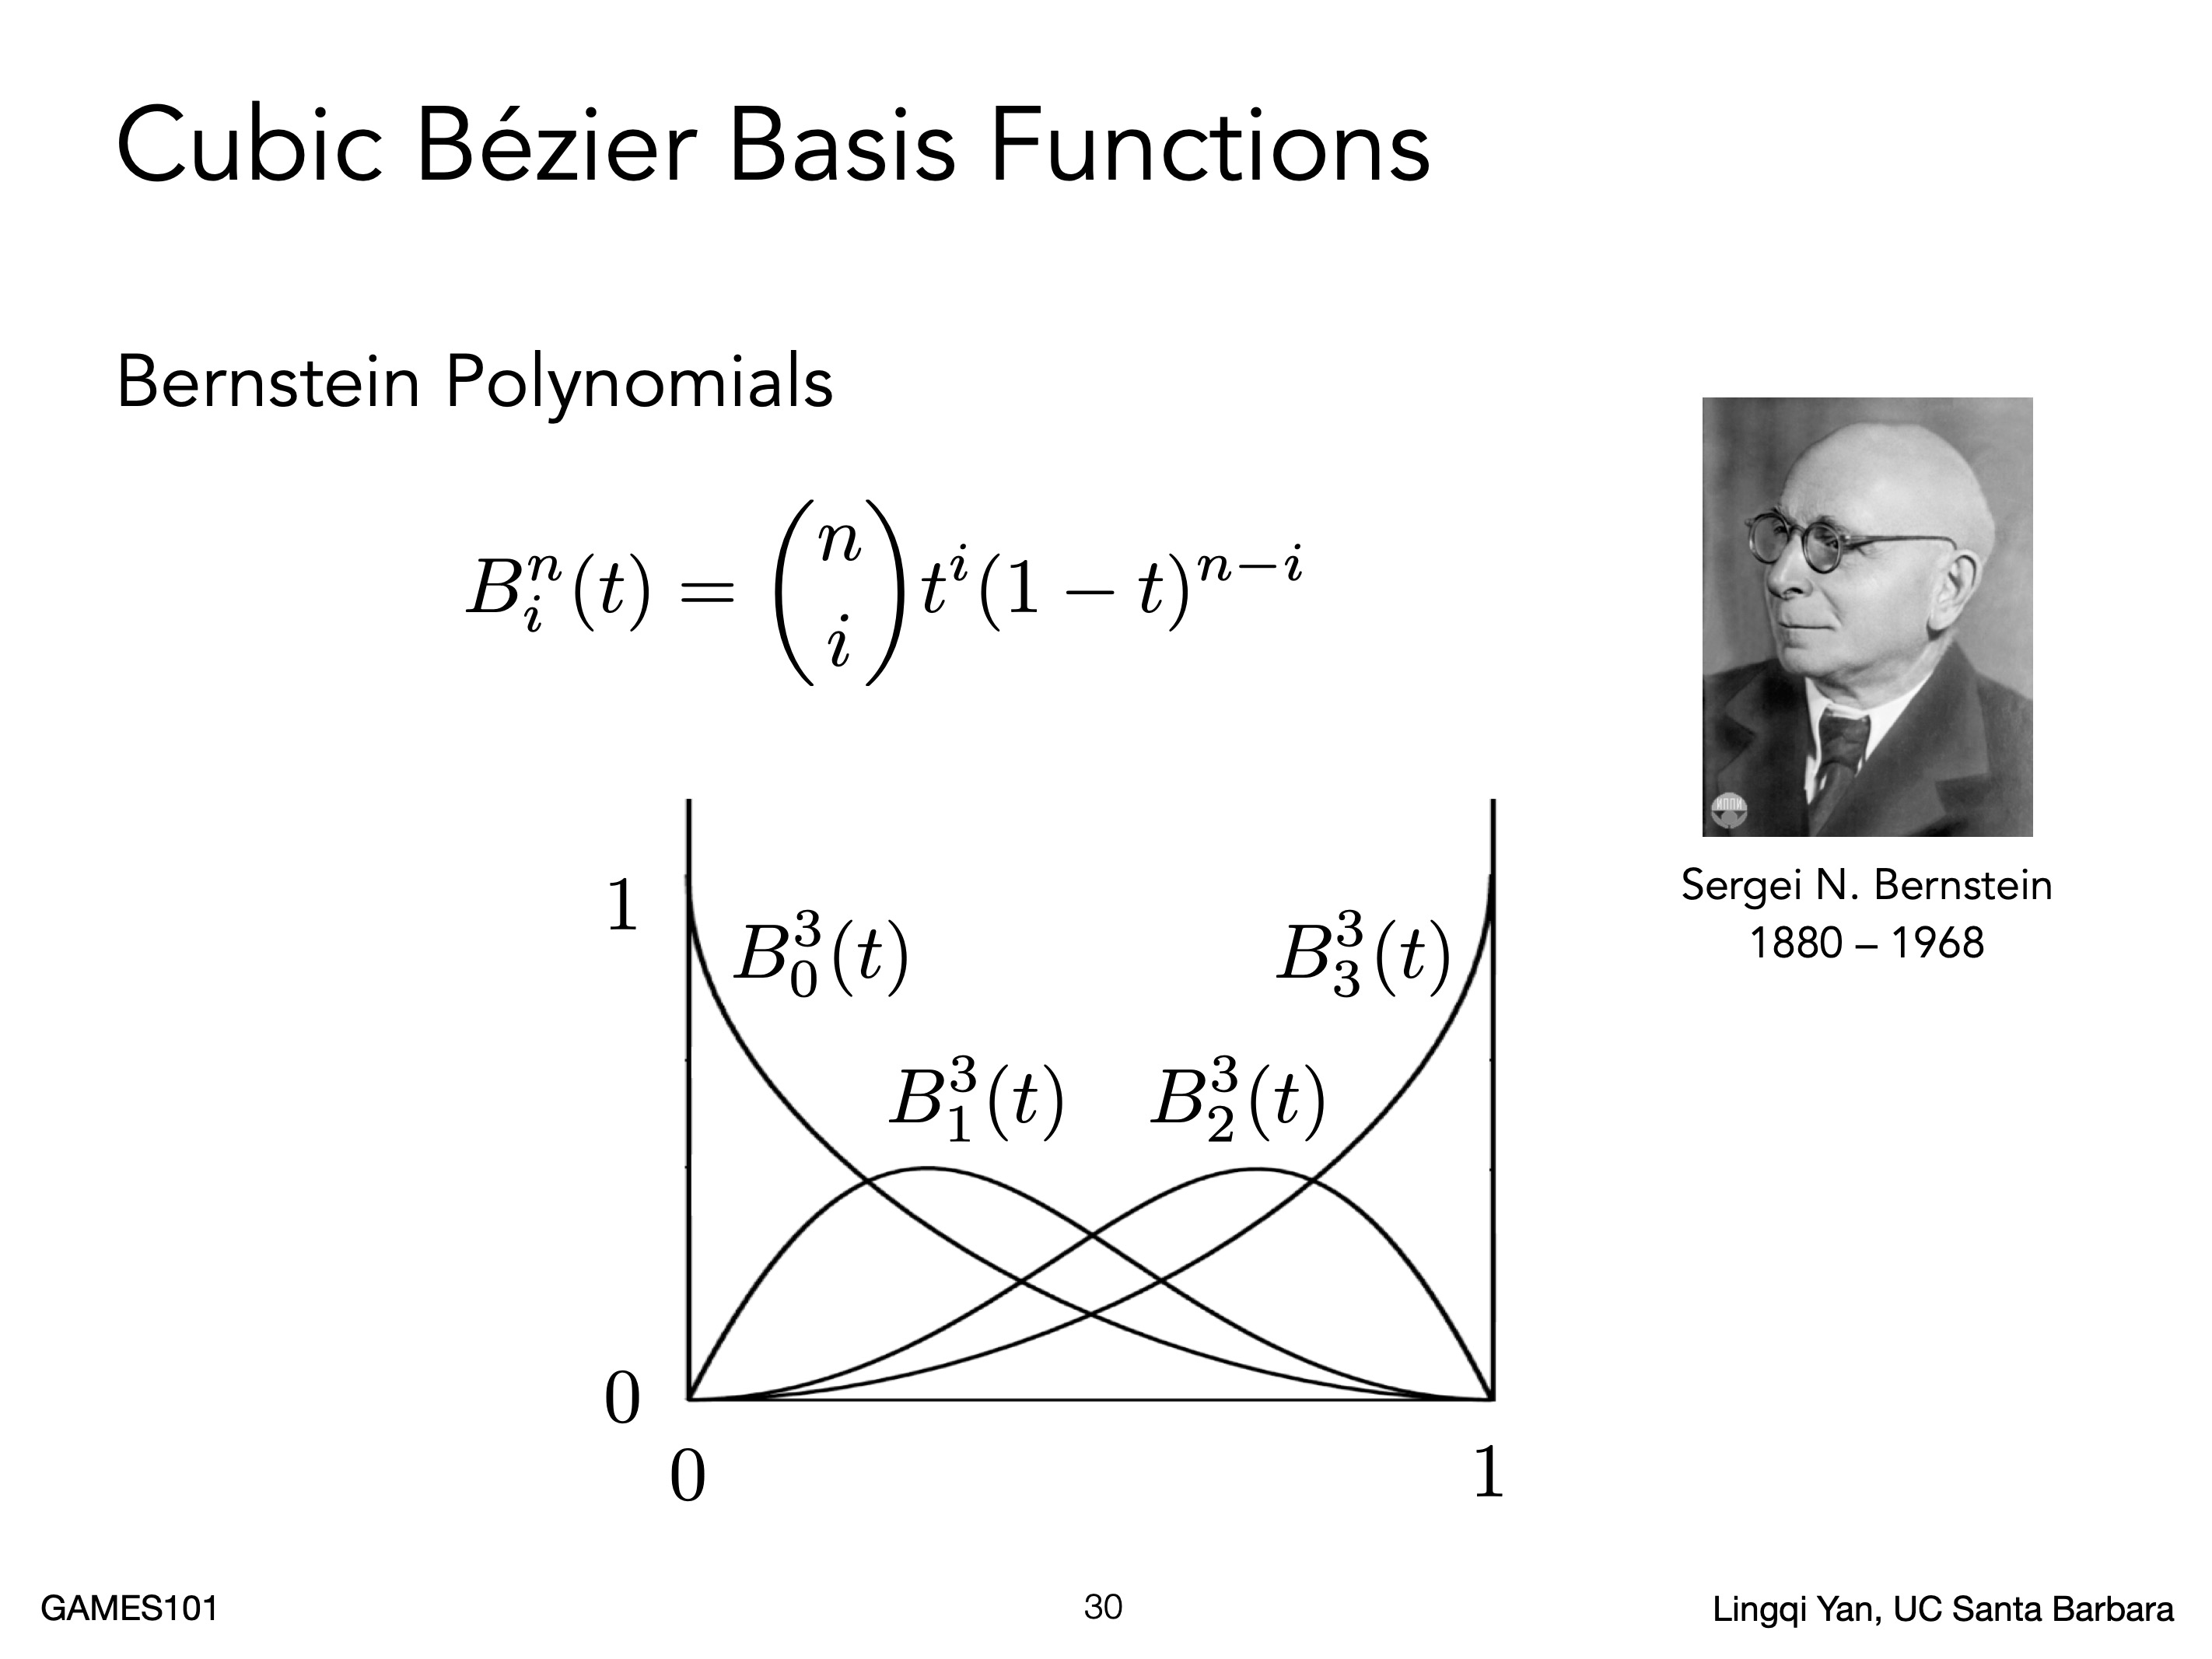 Cubic Bézier Basis Functions
Bernstein Polynomials
B_i^n(t) = \binom{n}{i} t^i (1 − t)^{n−i}
ИППИ
Sergei N. Bernstein
1880 – 1968
1
B_0^3(t)
B_3^3(t)
B_1^3(t)
B_2^3(t)
0
0
1
GAMES101
30
Lingqi Yan, UC Santa Barbara